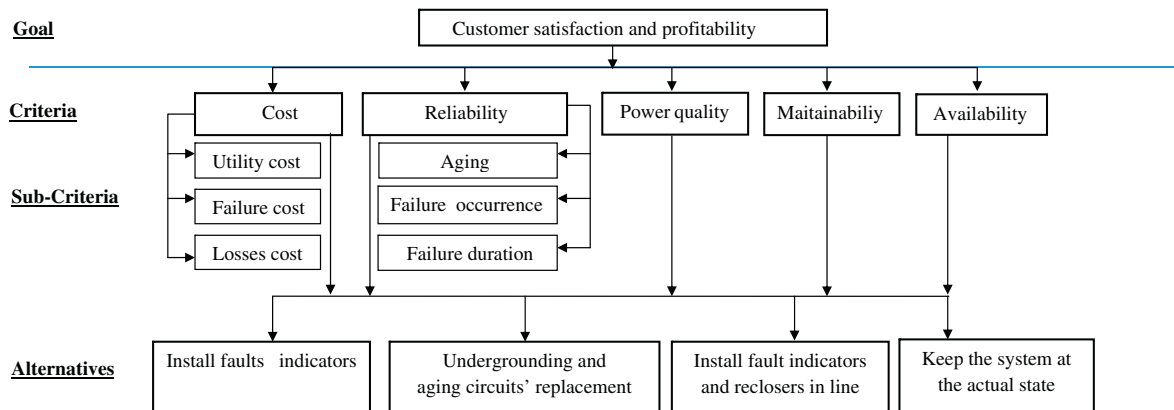 Goal
Customer satisfaction and profitability
Criteria
Cost
Reliability
Power quality
Maitainabiliy
Availability
Sub-Criteria
Utility cost
Failure cost
Losses cost
Aging
Failure occurrence
Failure duration
Alternatives
Install faults indicators
Undergrounding and
aging circuits’ replacement
Install fault indicators
and reclosers in line
Keep the system at
the actual state